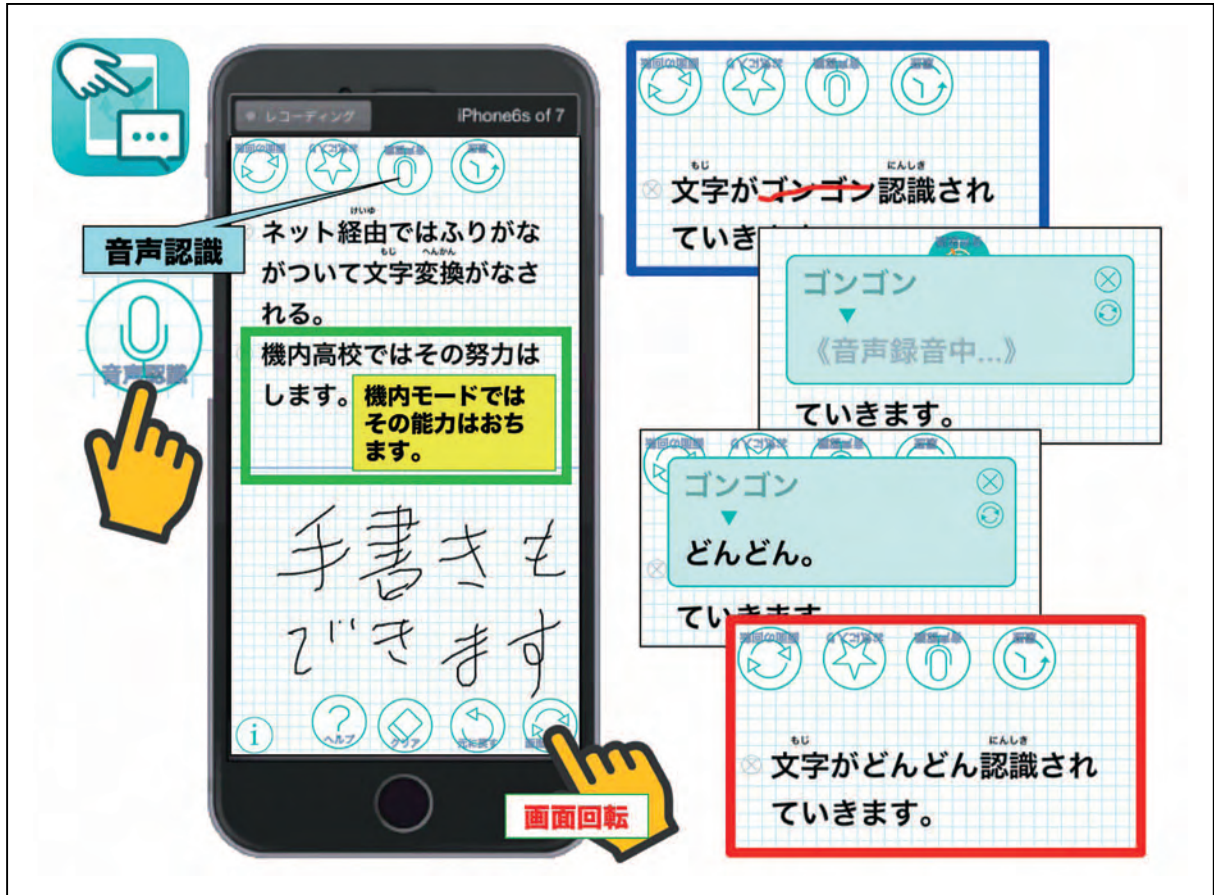 レコーディング
iPhone6s of 7
音声認識
音声認識
けいゆ
ネット経由ではふりがな
もじ へんかん
がついて文字変換がなさ
れる。
機内高校ではその努力は
します。
機内モードでは
その能力はおち
ます。
手書きも
できます
ヘルプ
クリア
元に戻す
画面回転
もじ にんしき
文字がゴンゴン認識され
ていき
ゴンゴン
《音声録音中...》
ていきます。
ゴンゴン
どんどん。
ていきます
もじ にんしき
文字がどんどん認識され
ていきます。